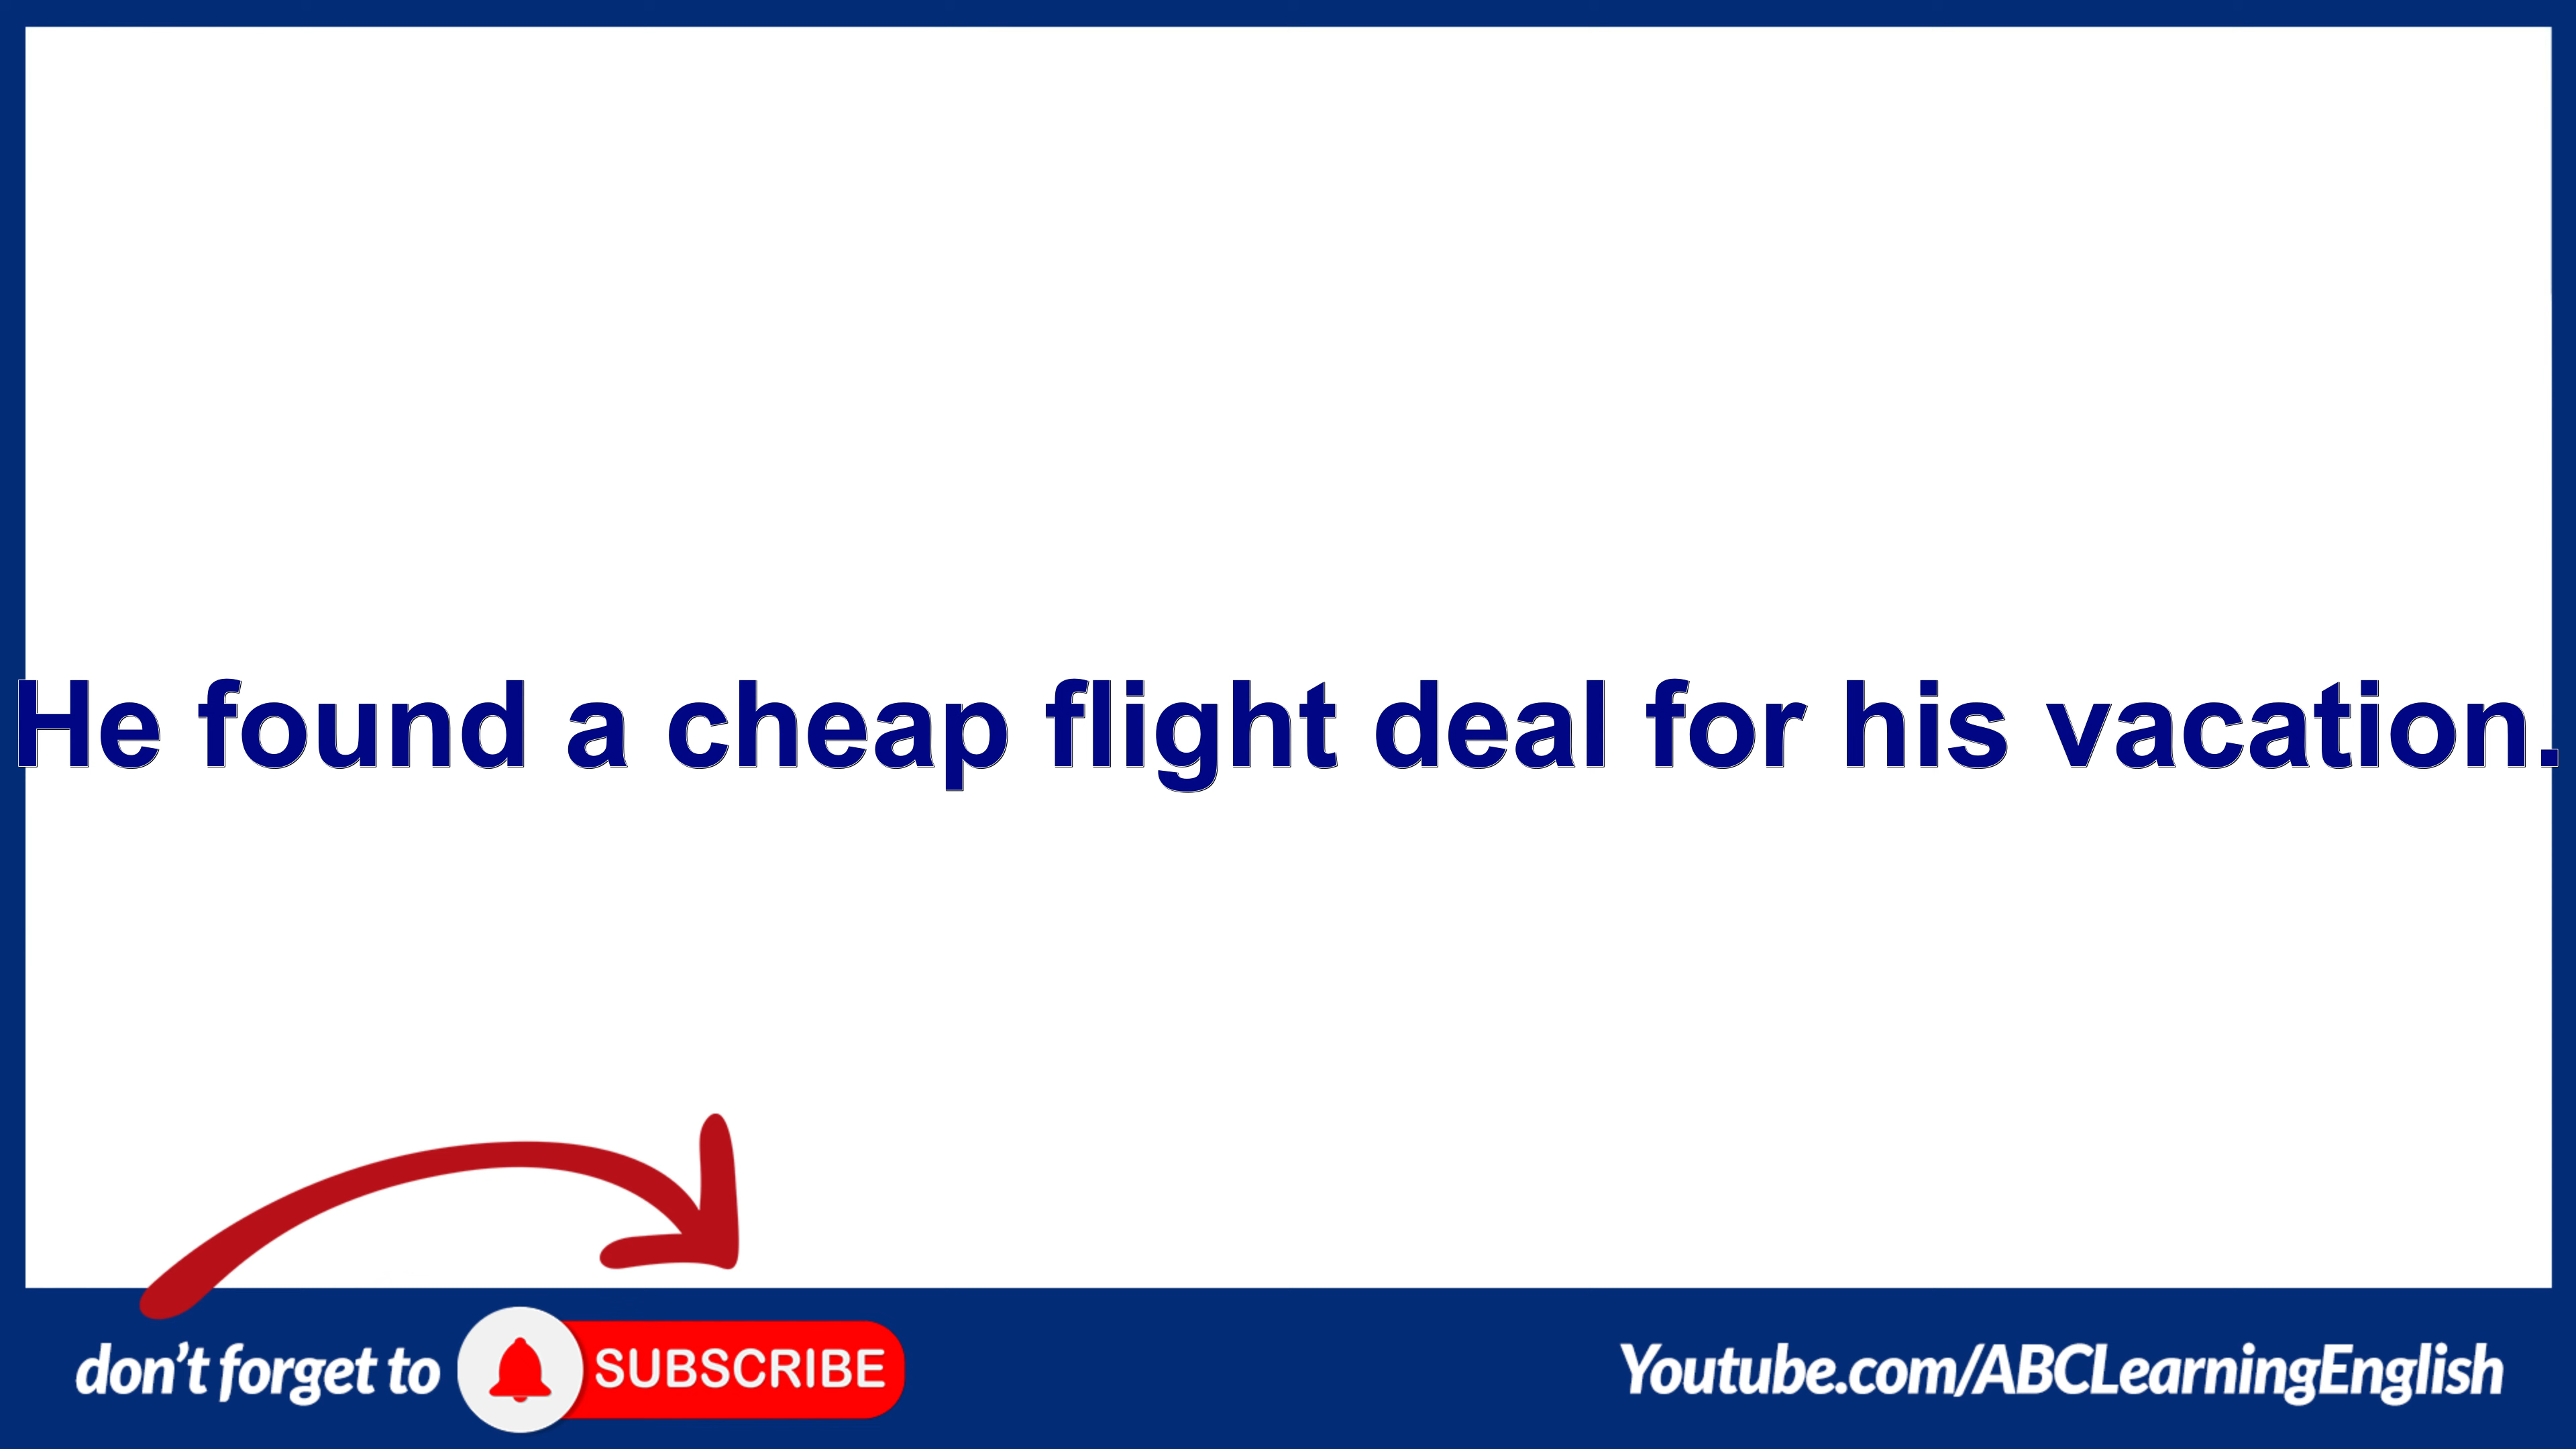 He found a cheap flight deal for his vacation.
don't forget to SUBSCRIBE
Youtube.com/ABCLearningEnglish